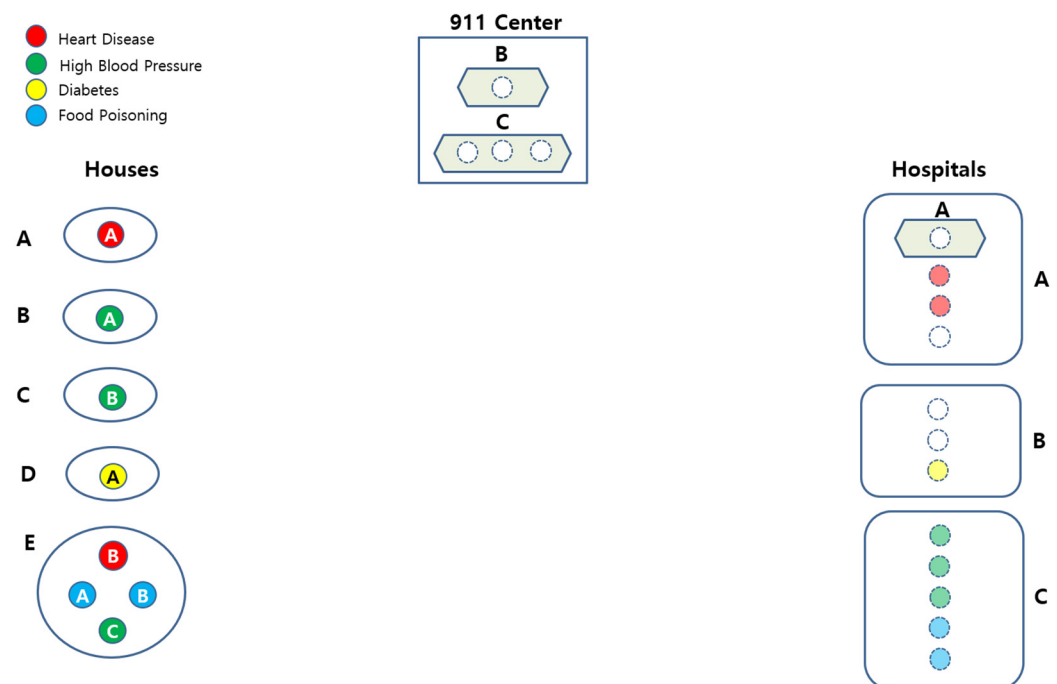 911 Center
Heart Disease
High Blood Pressure
Diabetes
Food Poisoning
B
C
Houses
Hospitals
A
A
B
A
C
B
D
A
E
B
A
B
C
A
A
B
C